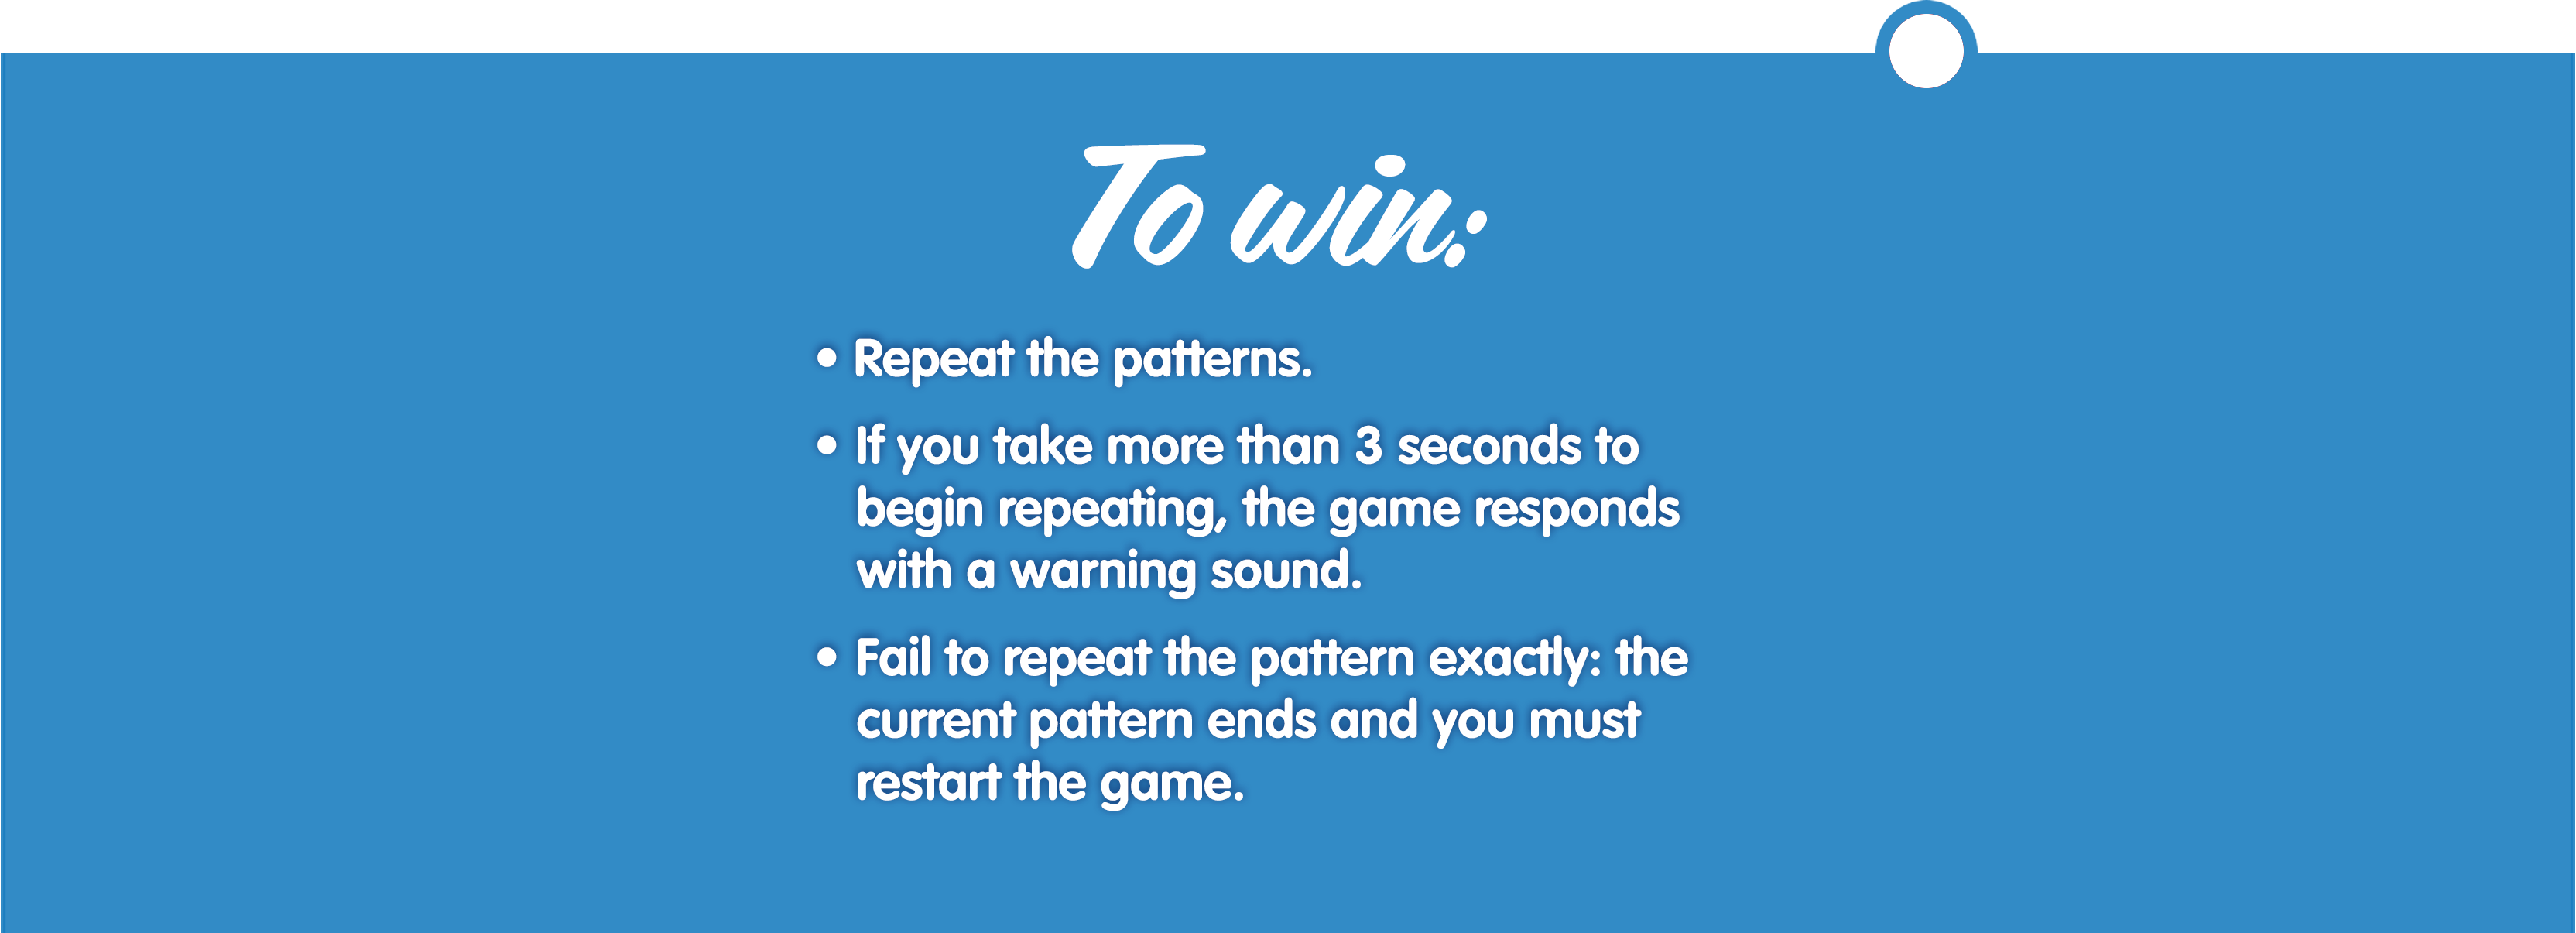 To win:
• Repeat the patterns.
• If you take more than 3 seconds to
begin repeating, the game responds
with a warning sound.
• Fail to repeat the pattern exactly: the
current pattern ends and you must
restart the game.